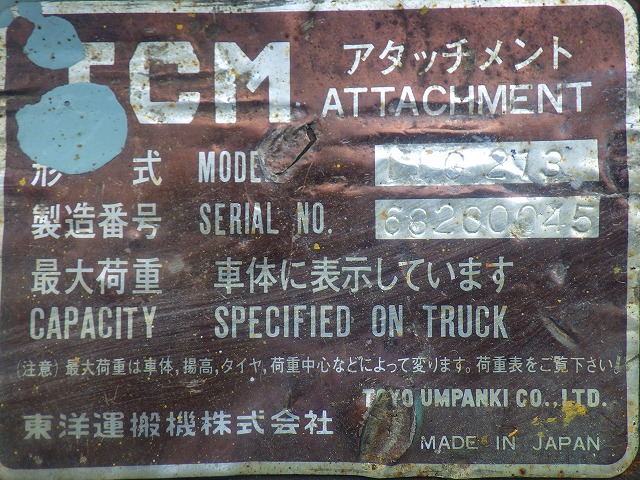 TCM アタッチメント
ATTACHMENT
形 式 MODEL
製造番号 SERIAL NO. 68280045
最大荷重 車体に表示しています
CAPACITY SPECIFIED ON TRUCK
(注意) 最大荷重は車体,揚高,タイヤ,荷重中心などによって変ります。荷重表をご覧下さい。
TOYO UMPANKI CO.,LTD.
東洋運搬機株式会社
MADE IN JAPAN